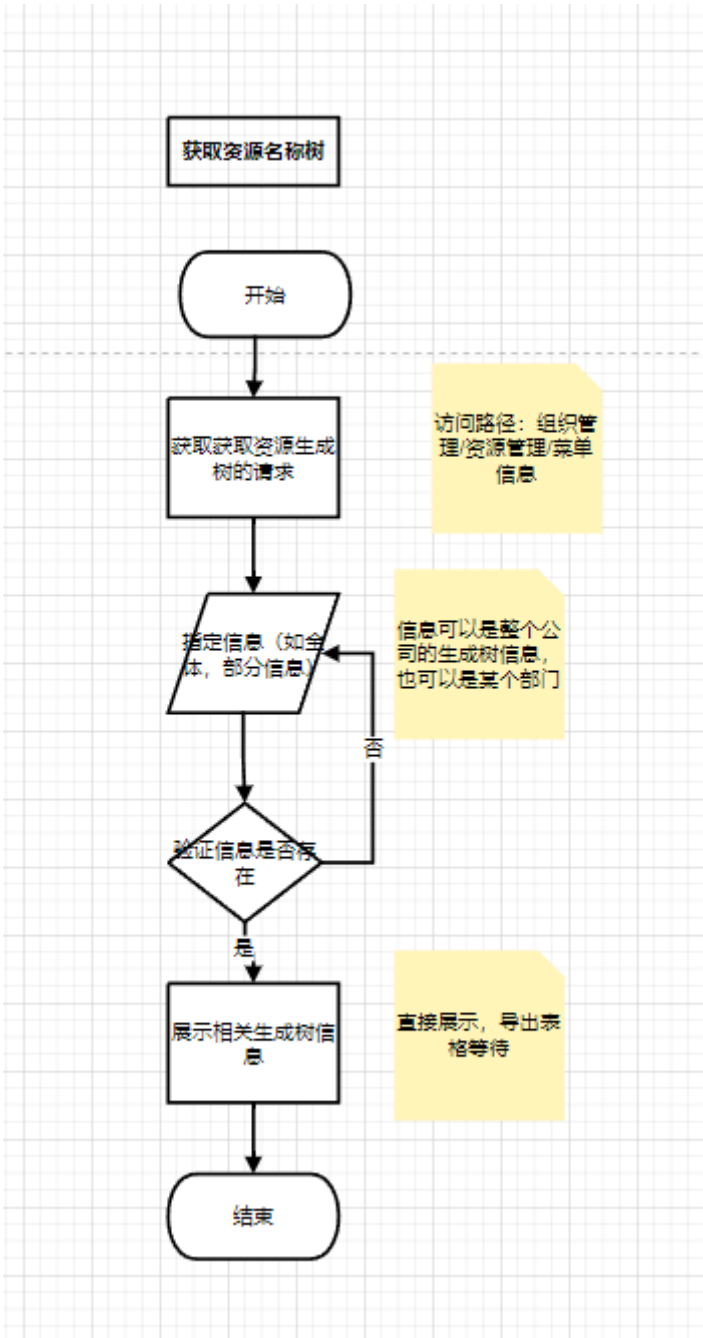 获取资源名称树
开始
获取获取资源生成
树的请求
访问路径：组织管
理/资源管理/菜单
信息
指定信息（如全
体，部分信息）
信息可以是整个公
司的生成树信息，
也可以是某个部门
否
验证信息是否存
在
是
展示相关生成树信
息
直接展示，导出表
格等待
结束